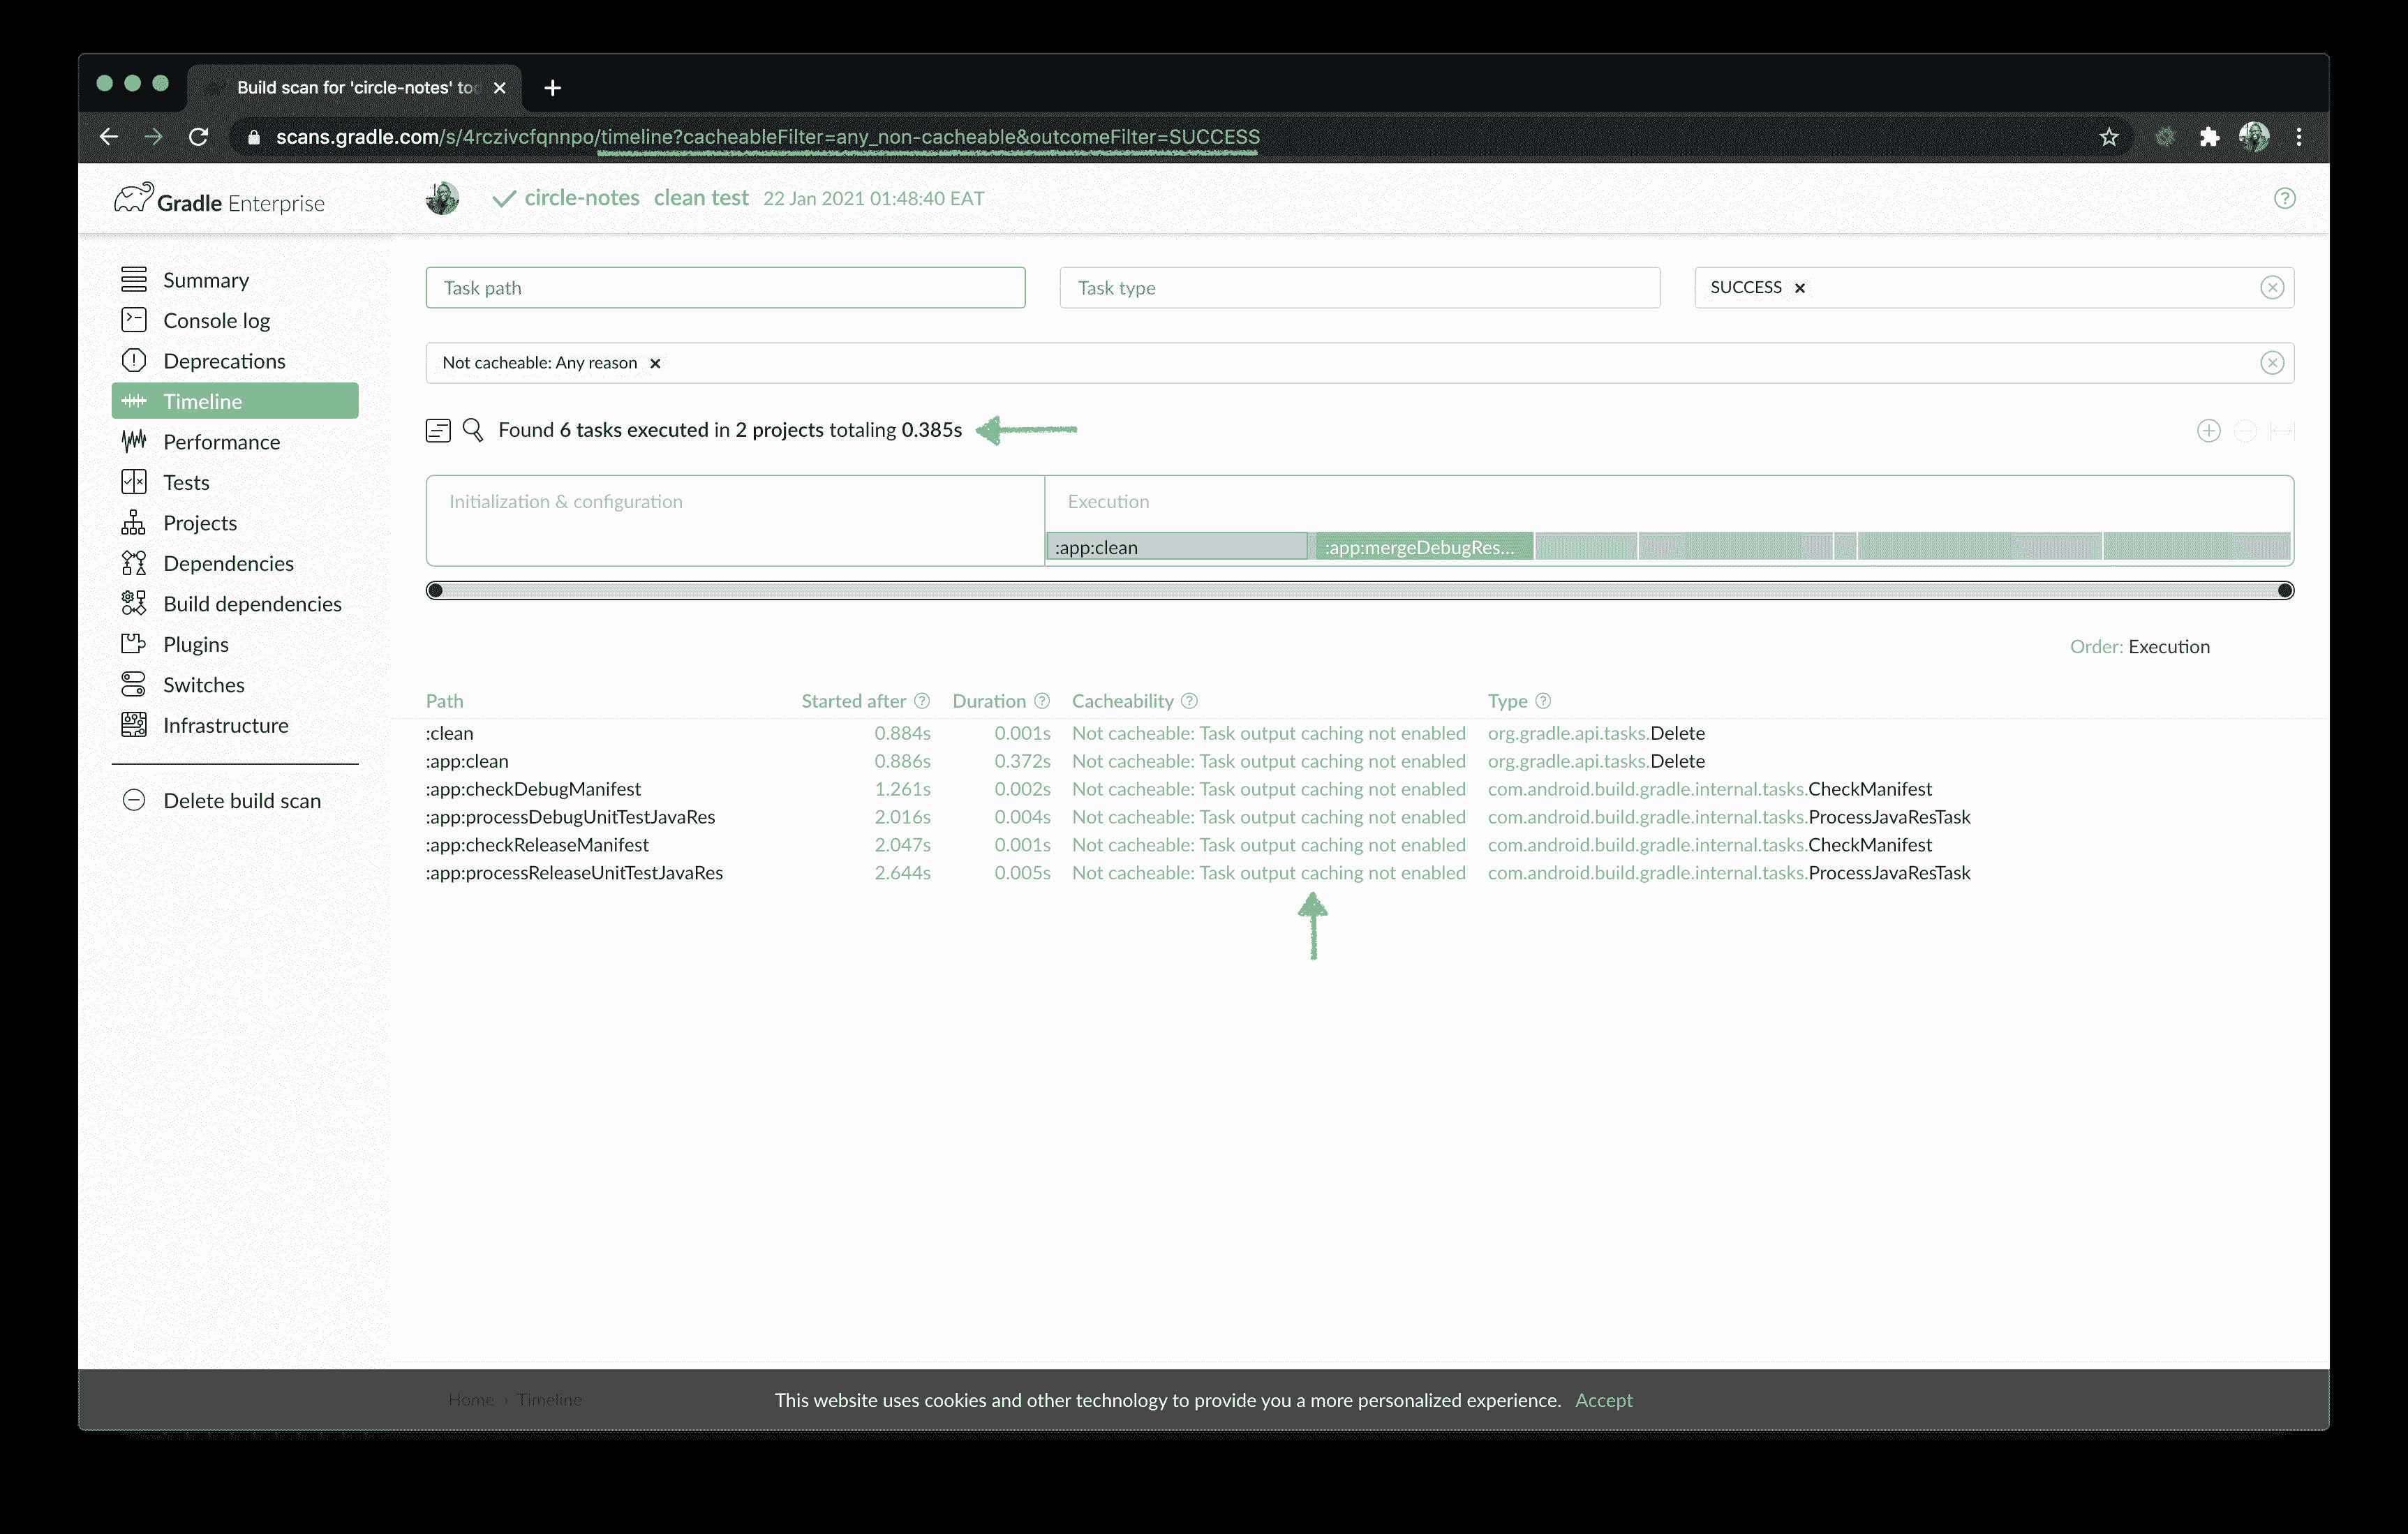 Build scan for 'circle-notes' tod
scans.gradle.com/s/4rczivcfqnnpo/timeline?cacheableFilter=any_non-cacheable&outcomeFilter=SUCCESS
Gradle Enterprise
circle-notes clean test 22 Jan 2021 01:48:40 EAT
Summary
Console log
Deprecations
Timeline
Performance
Tests
Projects
Dependencies
Build dependencies
Plugins
Switches
Infrastructure
Delete build scan
Task path
Task type
SUCCESS
Not cacheable: Any reason
Found 6 tasks executed in 2 projects totaling 0.385s
Initialization & configuration
Execution
:app:clean
:app:mergeDebugRes...
Order: Execution
Path Started after Duration Cacheability Type
:clean 0.884s 0.001s Not cacheable: Task output caching not enabled org.gradle.api.tasks.Delete
:app:clean 0.886s 0.372s Not cacheable: Task output caching not enabled org.gradle.api.tasks.Delete
:app:checkDebugManifest 1.261s 0.002s Not cacheable: Task output caching not enabled com.android.build.gradle.internal.tasks.CheckManifest
:app:processDebugUnitTestJavaRes 2.016s 0.004s Not cacheable: Task output caching not enabled com.android.build.gradle.internal.tasks.ProcessJavaResTask
:app:checkReleaseManifest 2.047s 0.001s Not cacheable: Task output caching not enabled com.android.build.gradle.internal.tasks.CheckManifest
:app:processReleaseUnitTestJavaRes 2.644s 0.005s Not cacheable: Task output caching not enabled com.android.build.gradle.internal.tasks.ProcessJavaResTask
Home › Timeline
This website uses cookies and other technology to provide you a more personalized experience. Accept